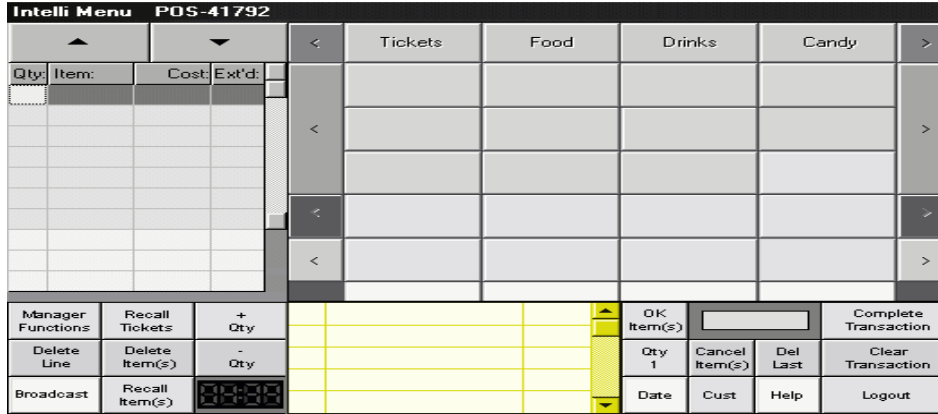 Intelli Menu POS-41792
< Tickets Food Drinks Candy >
Qty: Item: Cost: Ext'd:
< >
< >
< >
Manager Functions
Recall Tickets
+ Qty
OK Item(s)
Complete Transaction
Delete Line
Delete Item(s)
- Qty
Qty 1
Cancel Item(s)
Del Last
Clear Transaction
Broadcast
Recall Item(s)
88:88
Date
Cust
Help
Logout